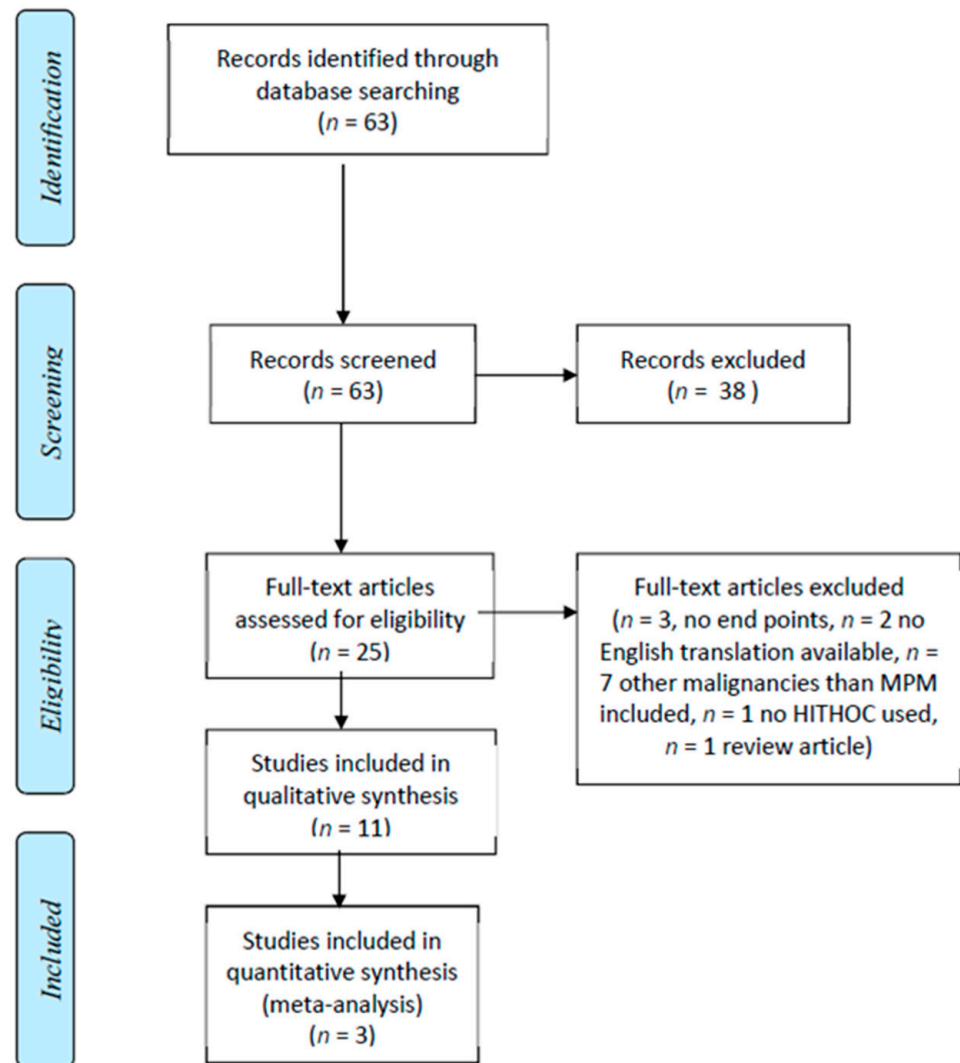 Identification
Records identified through
database searching
(n = 63)
Screening
Records screened
(n = 63)
Records excluded
(n = 38 )
Eligibility
Full-text articles
assessed for eligibility
(n = 25)
Full-text articles excluded
(n = 3, no end points, n = 2 no
English translation available, n =
7 other malignancies than MPM
included, n = 1 no HITHOC used,
n = 1 review article)
Studies included in
qualitative synthesis
(n = 11)
Included
Studies included in
quantitative synthesis
(meta-analysis)
(n = 3)